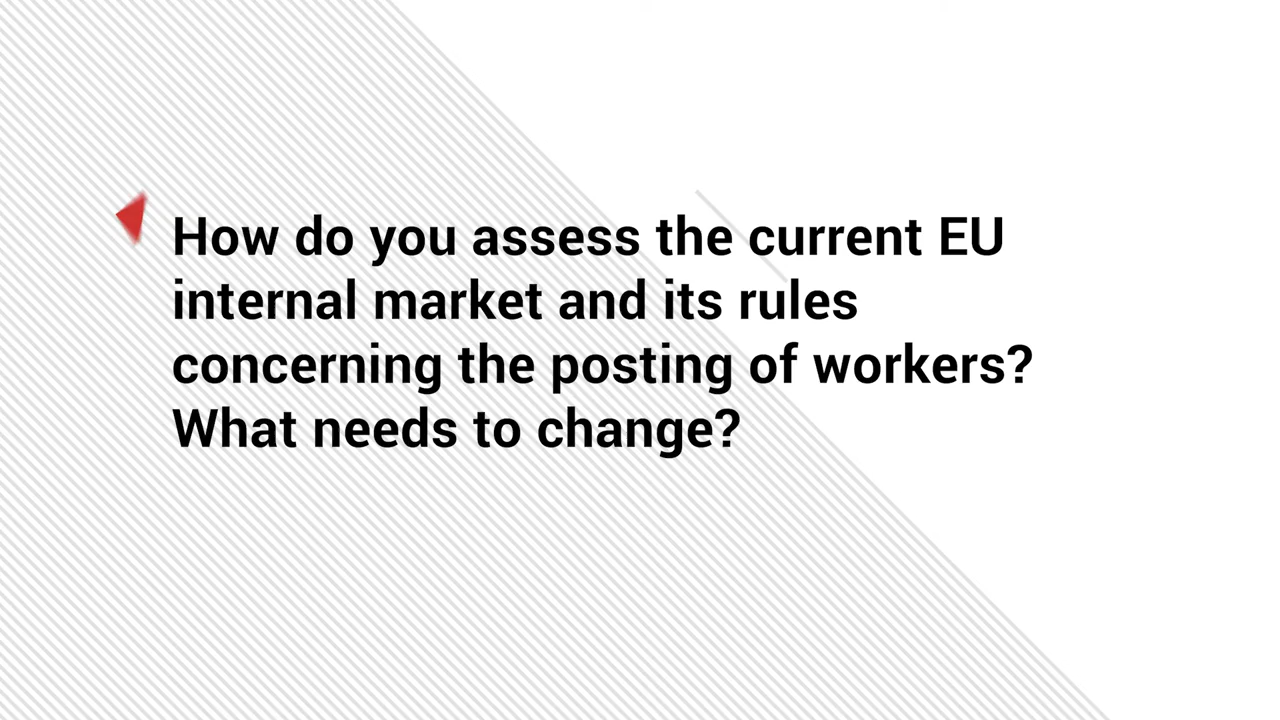 How do you assess the current EU
internal market and its rules
concerning the posting of workers?
What needs to change?